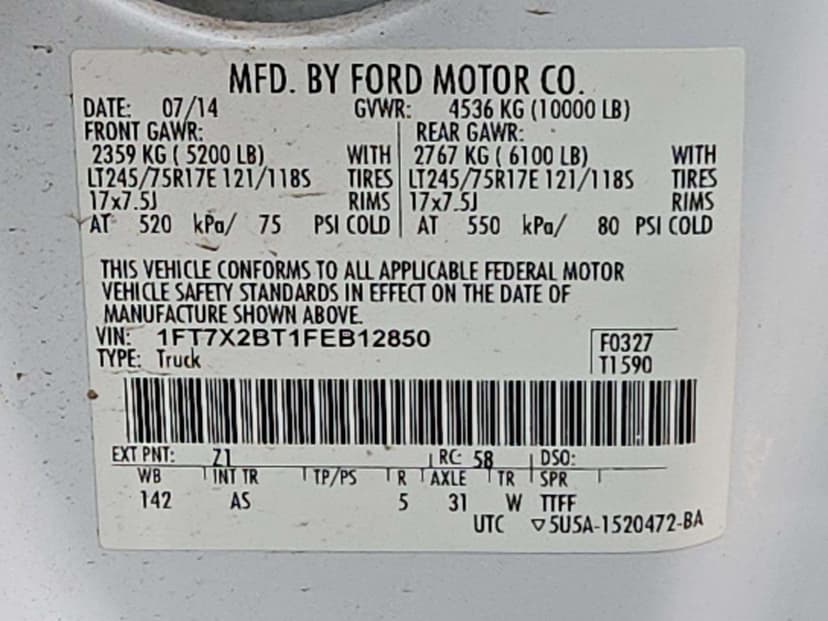 MFD. BY FORD MOTOR CO.
DATE: 07/14 GVWR: 4536 KG (10000 LB)
FRONT GAWR: REAR GAWR:
2359 KG ( 5200 LB) WITH 2767 KG ( 6100 LB) WITH
LT245/75R17E 121/118S TIRES LT245/75R17E 121/118S TIRES
17x7.5J RIMS 17x7.5J RIMS
AT 520 kPa/ 75 PSI COLD AT 550 kPa/ 80 PSI COLD
THIS VEHICLE CONFORMS TO ALL APPLICABLE FEDERAL MOTOR
VEHICLE SAFETY STANDARDS IN EFFECT ON THE DATE OF
MANUFACTURE SHOWN ABOVE.
VIN: 1FT7X2BT1FEB12850 F0327
TYPE: Truck T1590
EXT PNT: Z1 RC: 58 DSO:
WB INT TR TP/PS R AXLE TR SPR
142 AS 5 31 W TTFF
UTC ▽5U5A-1520472-BA